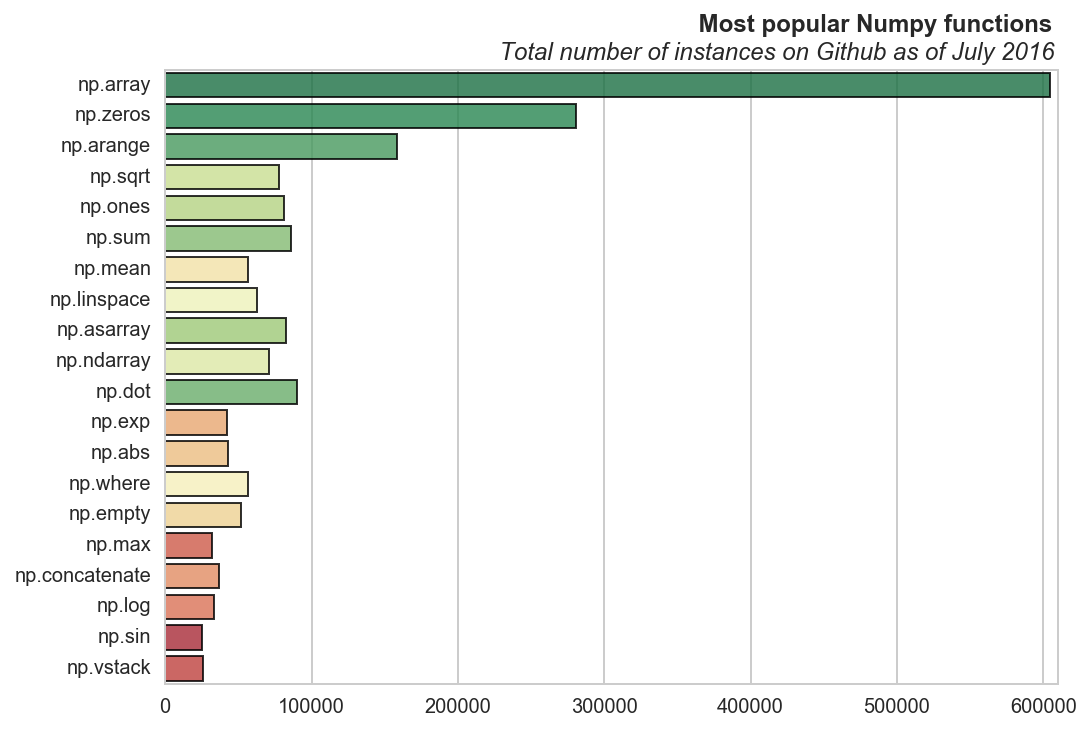 Most popular Numpy functions
Total number of instances on Github as of July 2016
np.array
np.zeros
np.arange
np.sqrt
np.ones
np.sum
np.mean
np.linspace
np.asarray
np.ndarray
np.dot
np.exp
np.abs
np.where
np.empty
np.max
np.concatenate
np.log
np.sin
np.vstack
0 100000 200000 300000 400000 500000 600000